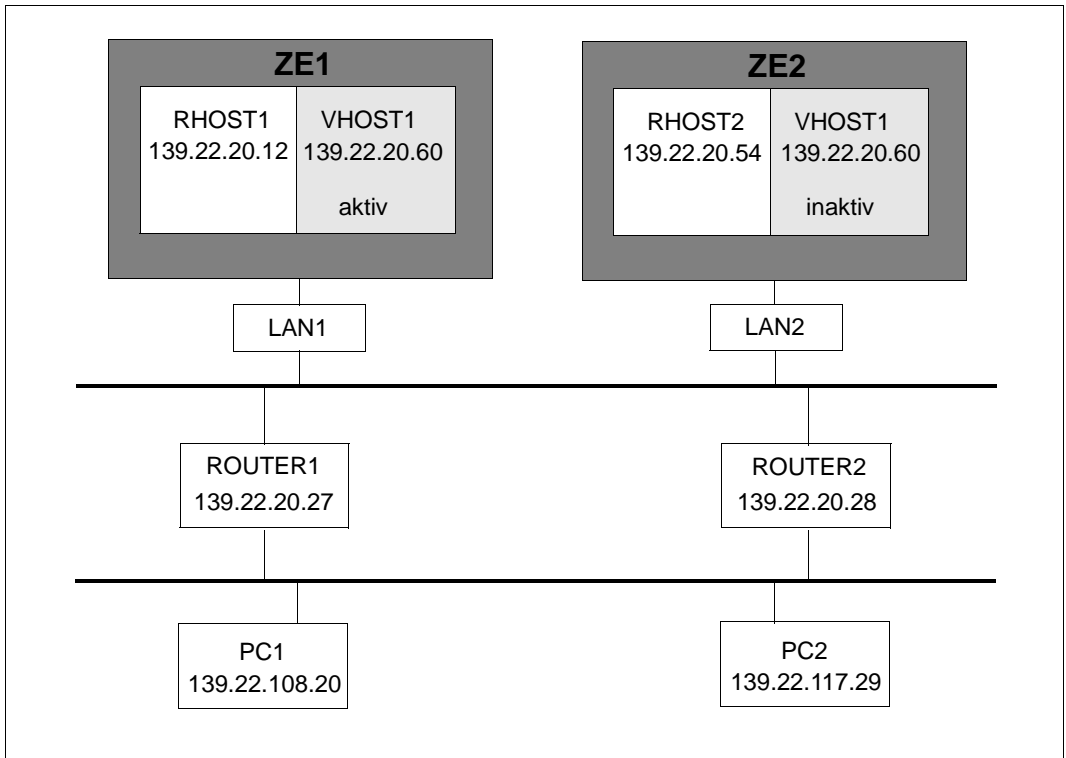 ZE1
RHOST1
139.22.20.12
VHOST1
139.22.20.60
aktiv
ZE2
RHOST2
139.22.20.54
VHOST1
139.22.20.60
inaktiv
LAN1
LAN2
ROUTER1
139.22.20.27
ROUTER2
139.22.20.28
PC1
139.22.108.20
PC2
139.22.117.29